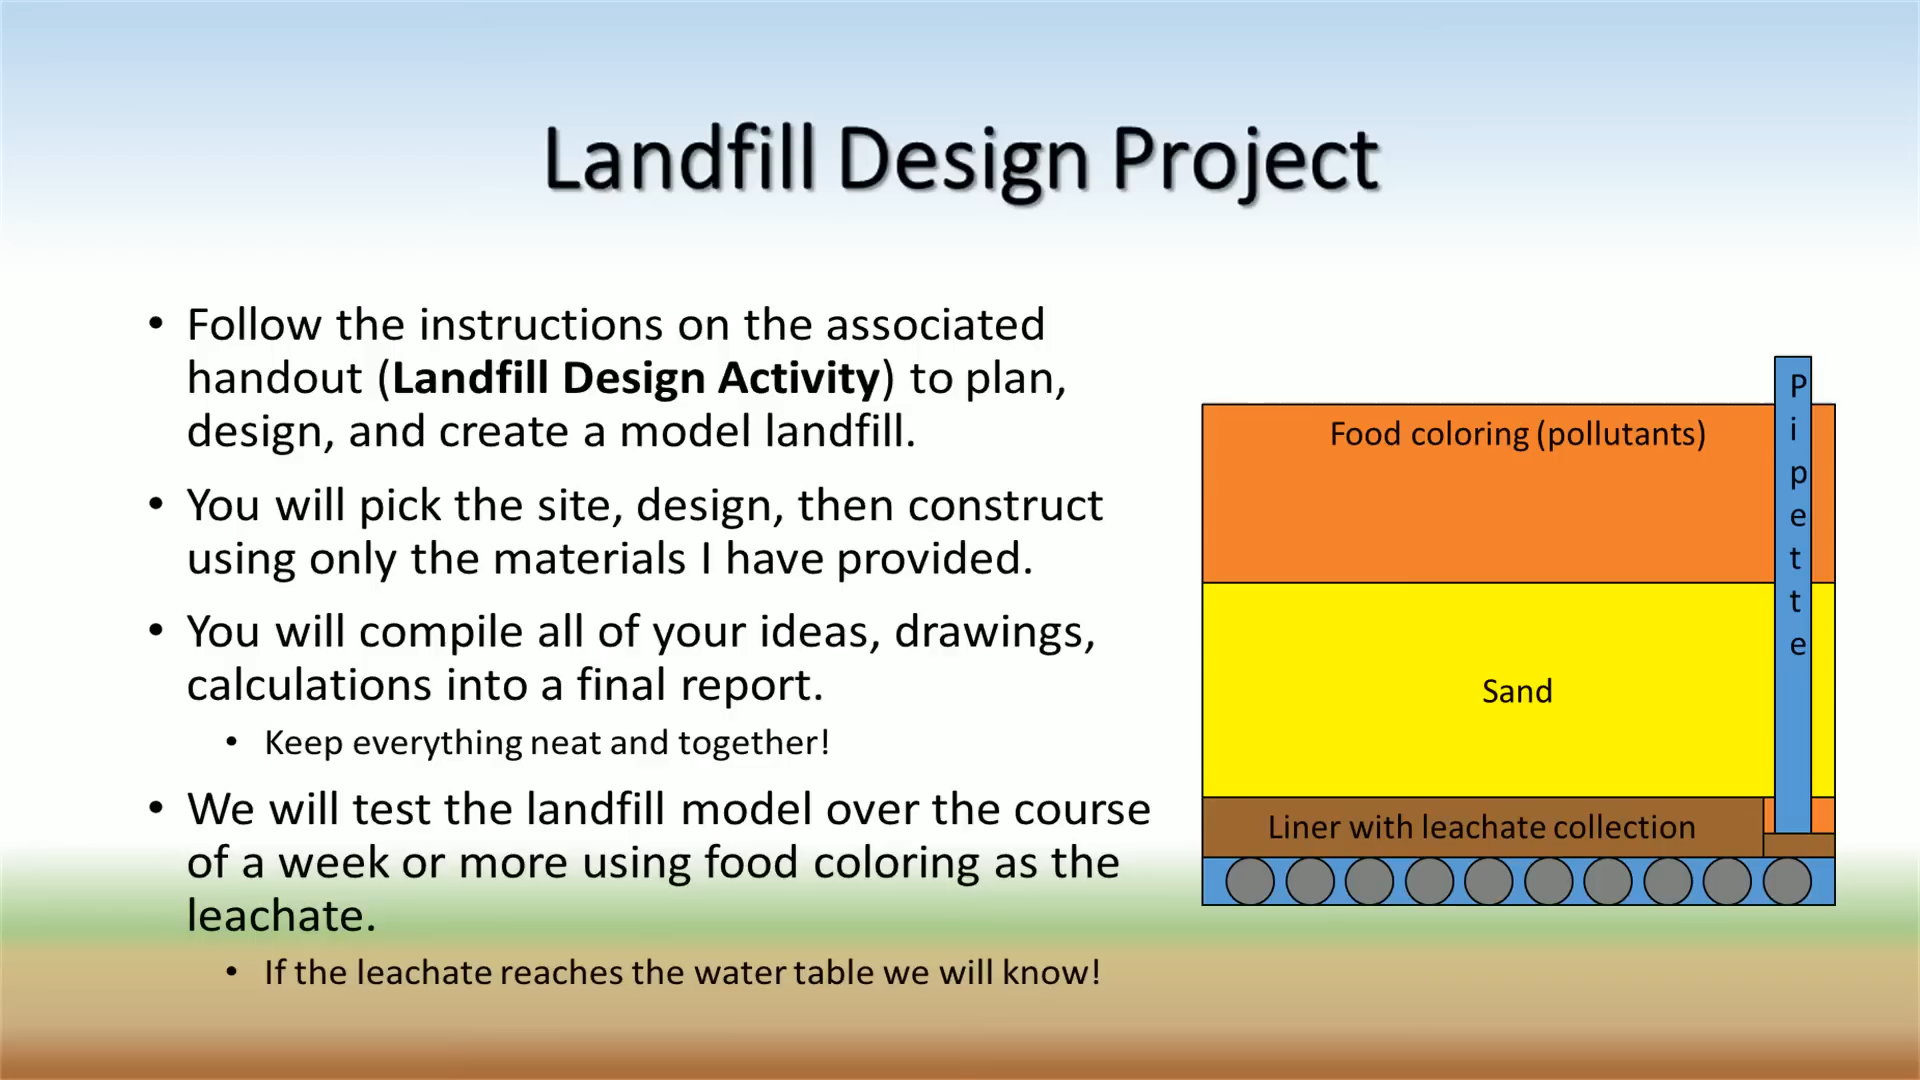 Landfill Design Project
• Follow the instructions on the associated
handout (Landfill Design Activity) to plan,
design, and create a model landfill.
• You will pick the site, design, then construct
using only the materials I have provided.
• You will compile all of your ideas, drawings,
calculations into a final report.
• Keep everything neat and together!
• We will test the landfill model over the course
of a week or more using food coloring as the
leachate.
• If the leachate reaches the water table we will know!
Food coloring (pollutants)
Pipette
Sand
Liner with leachate collection